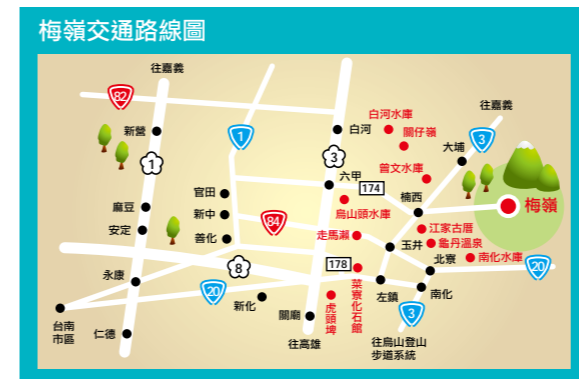 梅嶺交通路線圖
往嘉義
82
往嘉義
白河水庫
新營
1
白河
關仔嶺
3
大埔
1
3
曾文水庫
六甲
174
官田
楠西
麻豆
烏山頭水庫
梅嶺
新中
84
江家古厝
安定
善化
走馬瀨
玉井
龜丹溫泉
178
北寮
南化水庫
8
20
永康
20
菜寮化石館
左鎮
南化
新化
虎頭埤
3
台南
市區
關廟
仁德
往高雄
往烏山登山
步道系統